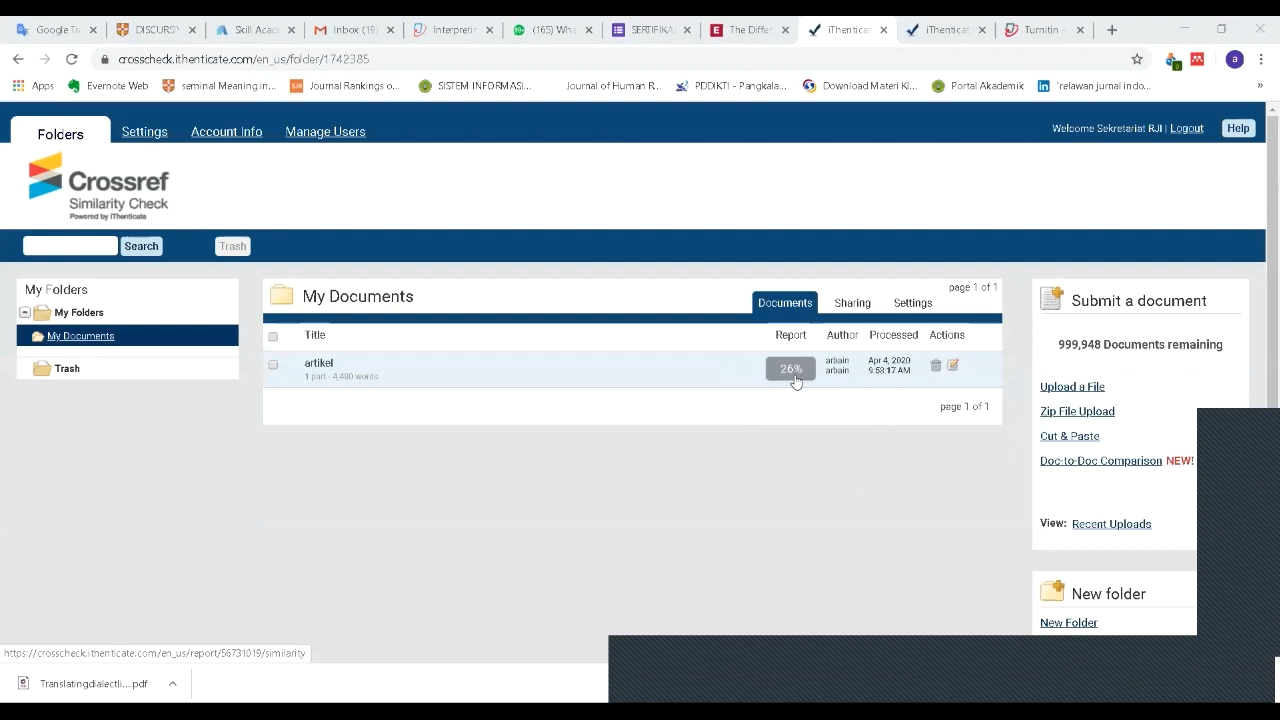 Google Tr
DISCURS'
Skill Aca
Inbox (19)
Interpretir
(165) Wha
SERTIFIKA
The Differ
iThentica
iThenticat
Turnitin -
crosscheck.ithenticate.com/en_us/folder/1742385
Apps
Evernote Web
seminal Meaning in...
Journal Rankings o...
SISTEM INFORMASI...
Journal of Human R...
PDDIKTI - Pangkala...
Download Materi Kl...
Portal Akademik
"relawan jurnal indo...
Folders
Settings
Account Info
Manage Users
Welcome Sekretariat RJI | Logout
Help
Crossref
Similarity Check
Powered by iThenticate
Search
Trash
My Folders
My Folders
My Documents
Trash
My Documents
page 1 of 1
Documents
Sharing
Settings
Title
Report
Author
Processed
Actions
artikel
1 part - 4,480 words
26%
arbain
arbain
Apr 4, 2020
9:53:17 AM
page 1 of 1
Submit a document
999,948 Documents remaining
Upload a File
Zip File Upload
Cut & Paste
Doc-to-Doc Comparison NEW!
View: Recent Uploads
New folder
New Folder
https://crosscheck.ithenticate.com/en_us/report/56731019/similarity
Translatingdialectli....pdf